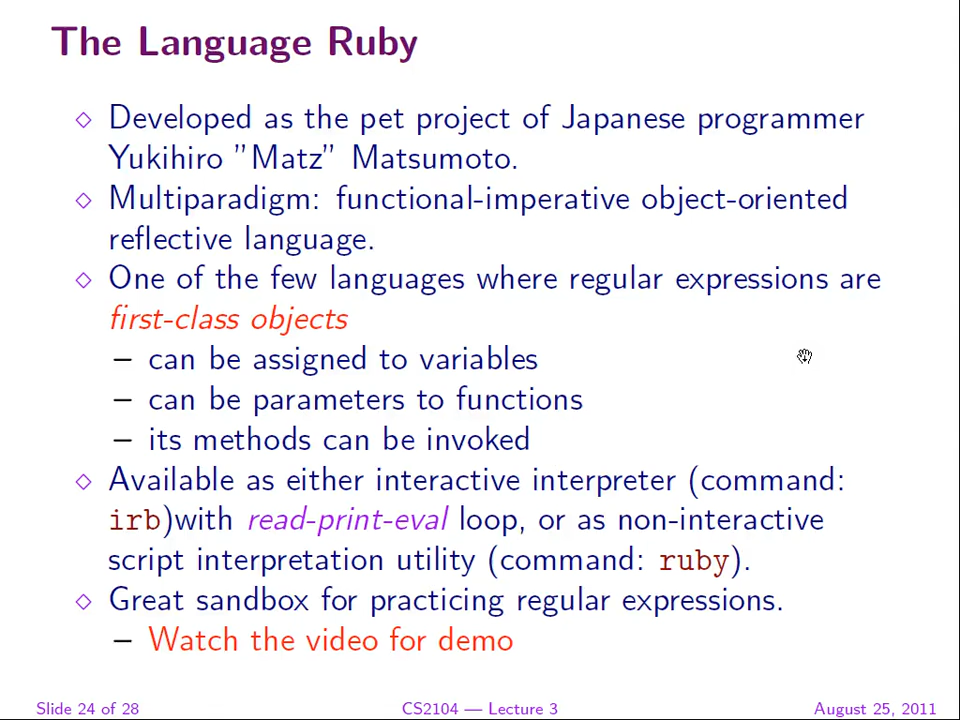 The Language Ruby
◇ Developed as the pet project of Japanese programmer
Yukihiro ”Matz” Matsumoto.
◇ Multiparadigm: functional-imperative object-oriented
reflective language.
◇ One of the few languages where regular expressions are
first-class objects
– can be assigned to variables
– can be parameters to functions
– its methods can be invoked
◇ Available as either interactive interpreter (command:
irb)with read-print-eval loop, or as non-interactive
script interpretation utility (command: ruby).
◇ Great sandbox for practicing regular expressions.
– Watch the video for demo
Slide 24 of 28 CS2104 — Lecture 3 August 25, 2011